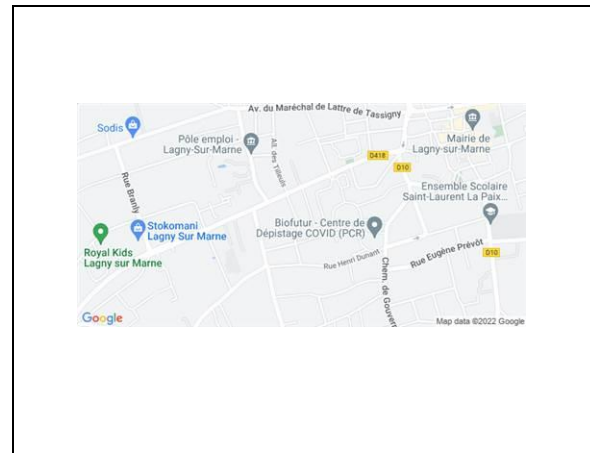 Av. du Maréchal de Lattre de Tassigny
Sodis
Pôle emploi -
Lagny-Sur-Marne
All. des Tilleuls
Mairie de
Lagny-sur-Marne
D418
D10
Rue Branly
Ensemble Scolaire
Saint-Laurent La Paix...
Stokomani
Lagny Sur Marne
Biofutur - Centre de
Dépistage COVID (PCR)
Royal Kids
Lagny sur Marne
Rue Henri Dunant
Rue Eugène Prévôt
D10
Chem. de Gouvern
Google
Map data ©2022 Google